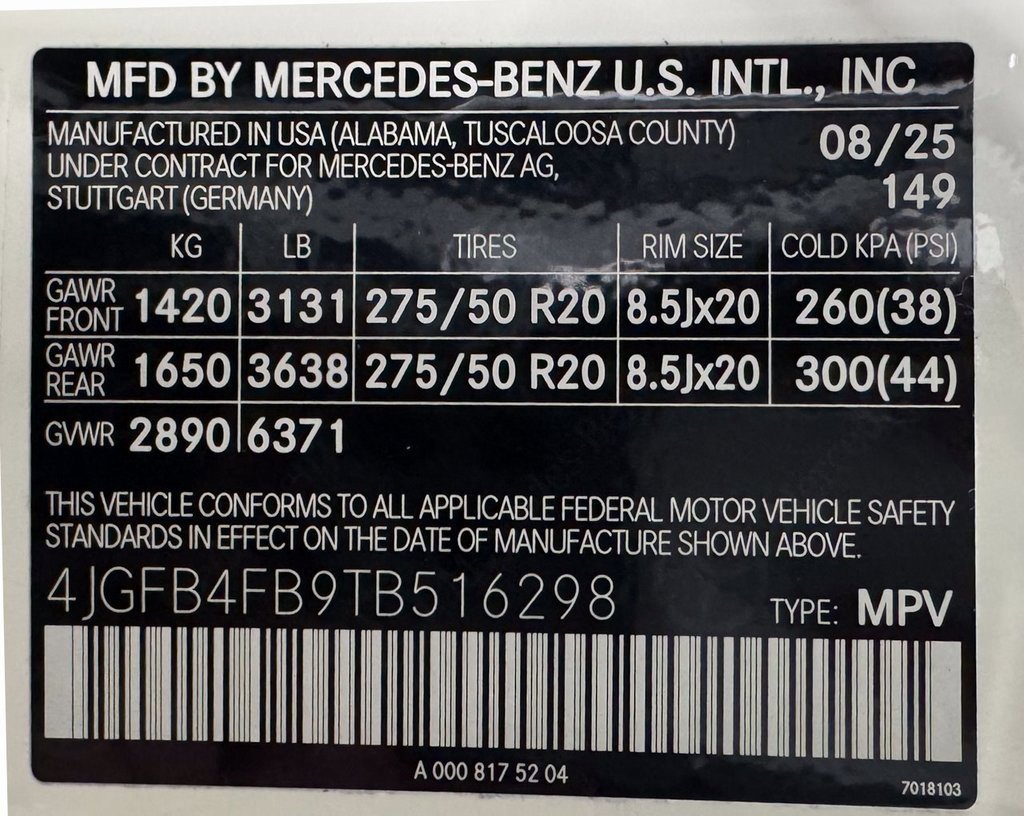 MFD BY MERCEDES-BENZ U.S. INTL., INC
MANUFACTURED IN USA (ALABAMA, TUSCALOOSA COUNTY) 08/25
UNDER CONTRACT FOR MERCEDES-BENZ AG,
STUTTGART (GERMANY) 149
KG LB TIRES RIM SIZE COLD KPA (PSI)
GAWR FRONT 1420 3131 275/50 R20 8.5Jx20 260(38)
GAWR REAR 1650 3638 275/50 R20 8.5Jx20 300(44)
GVWR 2890 6371
THIS VEHICLE CONFORMS TO ALL APPLICABLE FEDERAL MOTOR VEHICLE SAFETY
STANDARDS IN EFFECT ON THE DATE OF MANUFACTURE SHOWN ABOVE.
4JGFB4FB9TB516298 TYPE: MPV
A 000 817 52 04
7018103